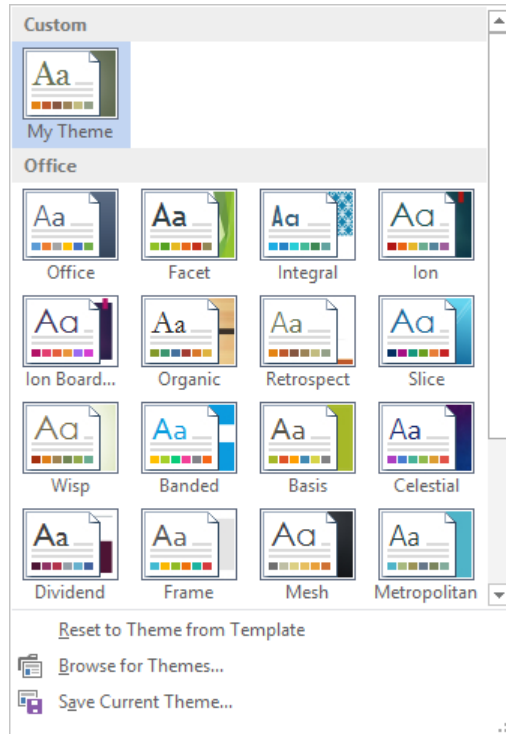 Custom
Aa
My Theme
Office
Aa Aa Aa Aa
Office Facet Integral Ion
Aa Aa Aa Aa
Ion Board... Organic Retrospect Slice
Aa Aa Aa Aa
Wisp Banded Basis Celestial
Aa Aa Aa Aa
Dividend Frame Mesh Metropolitan
Reset to Theme from Template
Browse for Themes...
Save Current Theme...